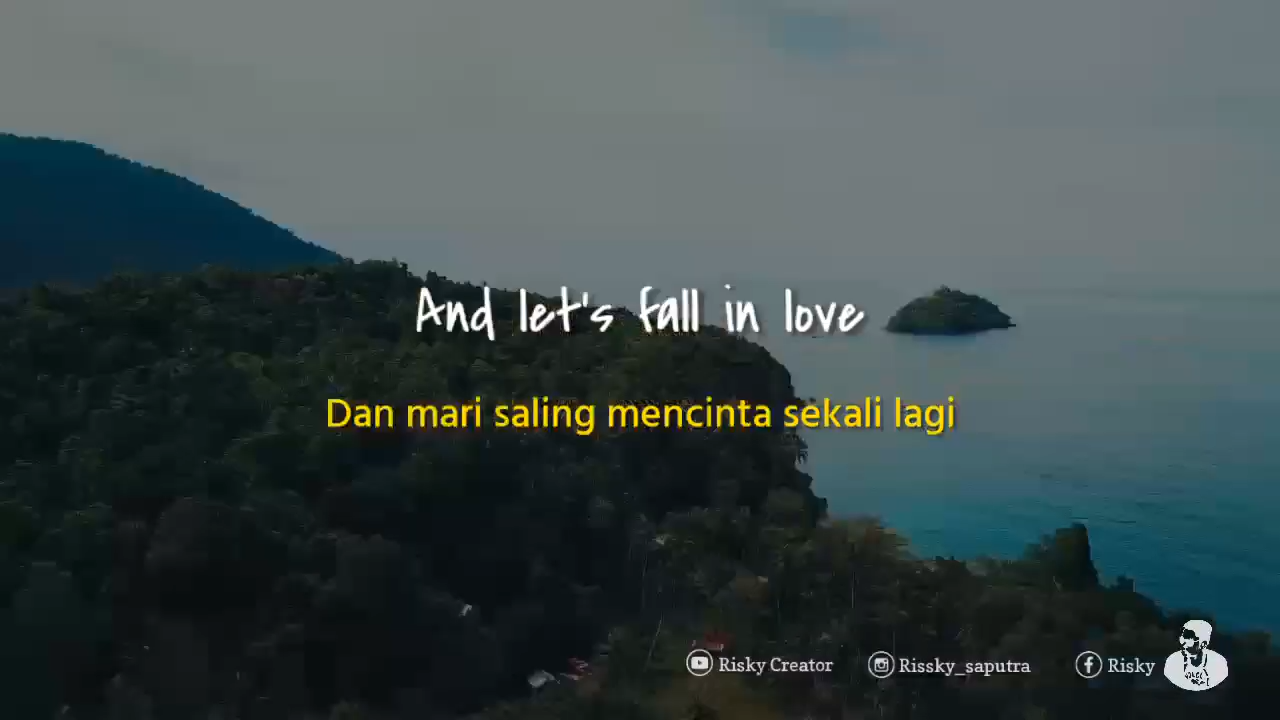 And let's fall in love
Dan mari saling mencinta sekali lagi
Risky Creator Rissky_saputra Risky